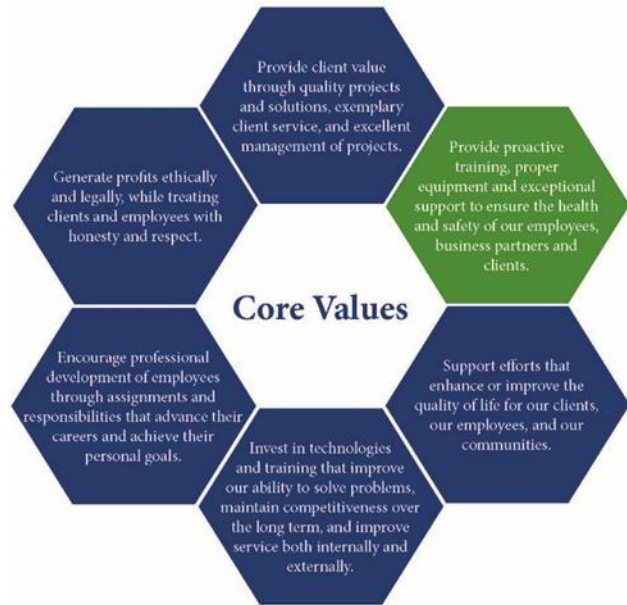 Provide client value
through quality projects
and solutions, exemplary
client service, and excellent
management of projects.
Provide proactive
training, proper
equipment and exceptional
support to ensure the health
and safety of our employees,
business partners and
clients.
Support efforts that
enhance or improve the
quality of life for our clients,
our employees, and our
communities.
Invest in technologies
and training that improve
our ability to solve problems,
maintain competitiveness over
the long term, and improve
service both internally and
externally.
Encourage professional
development of employees
through assignments and
responsibilities that advance their
careers and achieve their
personal goals.
Generate profits ethically
and legally, while treating
clients and employees with
honesty and respect.
Core Values